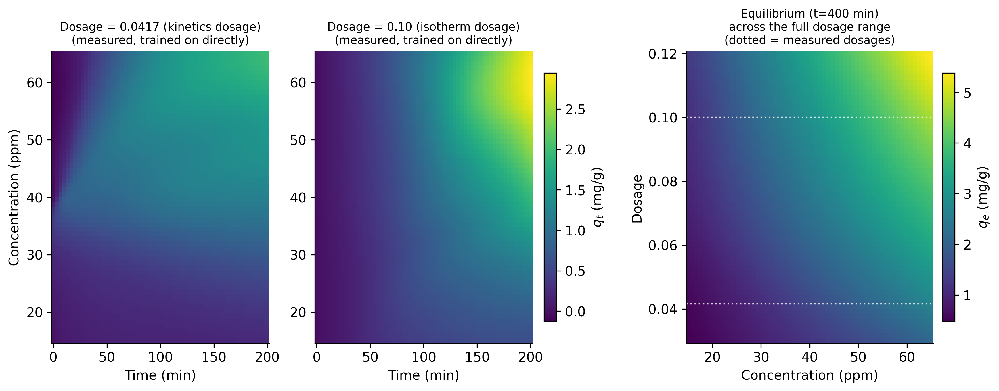 Dosage = 0.0417 (kinetics dosage)
(measured, trained on directly)
Concentration (ppm)
60
50
40
30
20
0 50 100 150 200
Time (min)
Dosage = 0.10 (isotherm dosage)
(measured, trained on directly)
60
50
40
30
20
0 50 100 150 200
Time (min)
2.5
2.0
1.5
1.0
0.5
0.0
qt (mg/g)
Equilibrium (t=400 min)
across the full dosage range
(dotted = measured dosages)
Dosage
0.12
0.10
0.08
0.06
0.04
20 30 40 50 60
Concentration (ppm)
5
4
3
2
1
qe (mg/g)